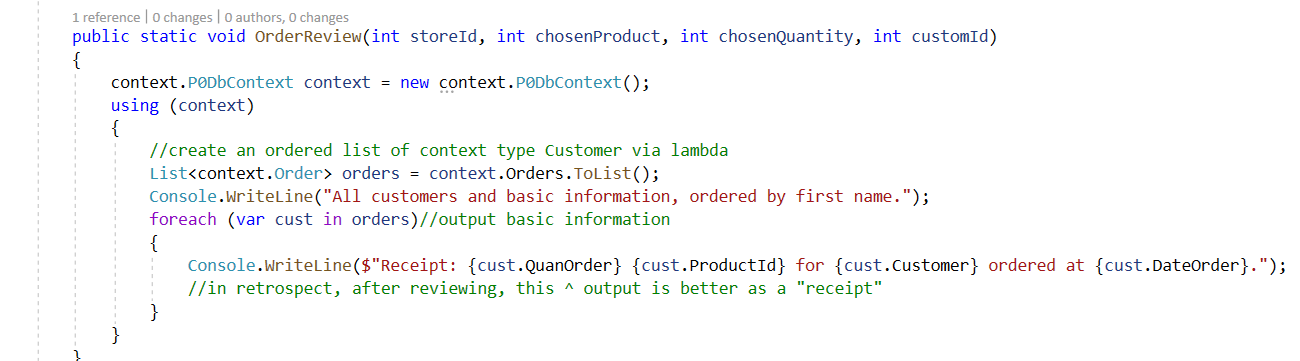 1 reference | 0 changes | 0 authors, 0 changes
public static void OrderReview(int storeId, int chosenProduct, int chosenQuantity, int customId)
{
context.P0DbContext context = new context.P0DbContext();
using (context)
{
//create an ordered list of context type Customer via lambda
List<context.Order> orders = context.Orders.ToList();
Console.WriteLine("All customers and basic information, ordered by first name.");
foreach (var cust in orders)//output basic information
{
Console.WriteLine($"Receipt: {cust.QuanOrder} {cust.ProductId} for {cust.Customer} ordered at {cust.DateOrder}.");
//in retrospect, after reviewing, this ^ output is better as a "receipt"
}
}
}